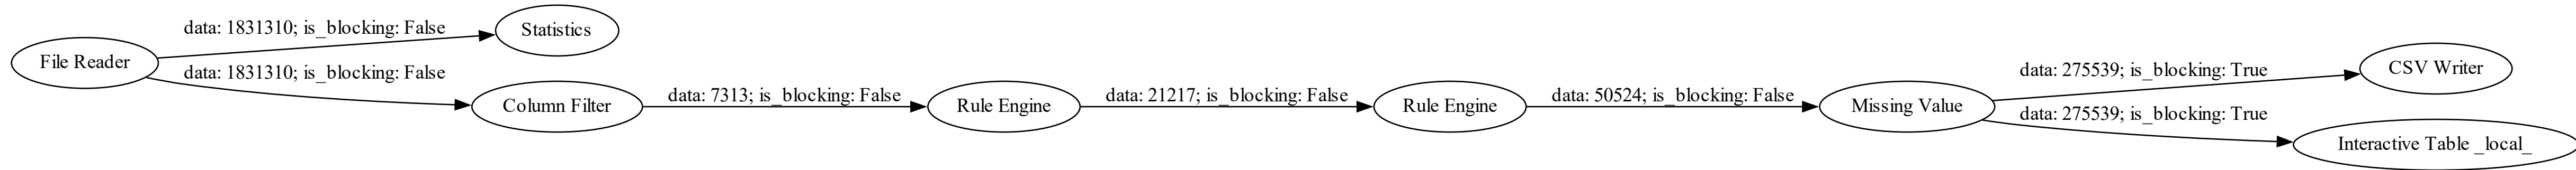 File Reader
data: 1831310; is_blocking: False
Statistics
data: 1831310; is_blocking: False
Column Filter
data: 7313; is_blocking: False
Rule Engine
data: 21217; is_blocking: False
Rule Engine
data: 50524; is_blocking: False
Missing Value
data: 275539; is_blocking: True
CSV Writer
data: 275539; is_blocking: True
Interactive Table _local_